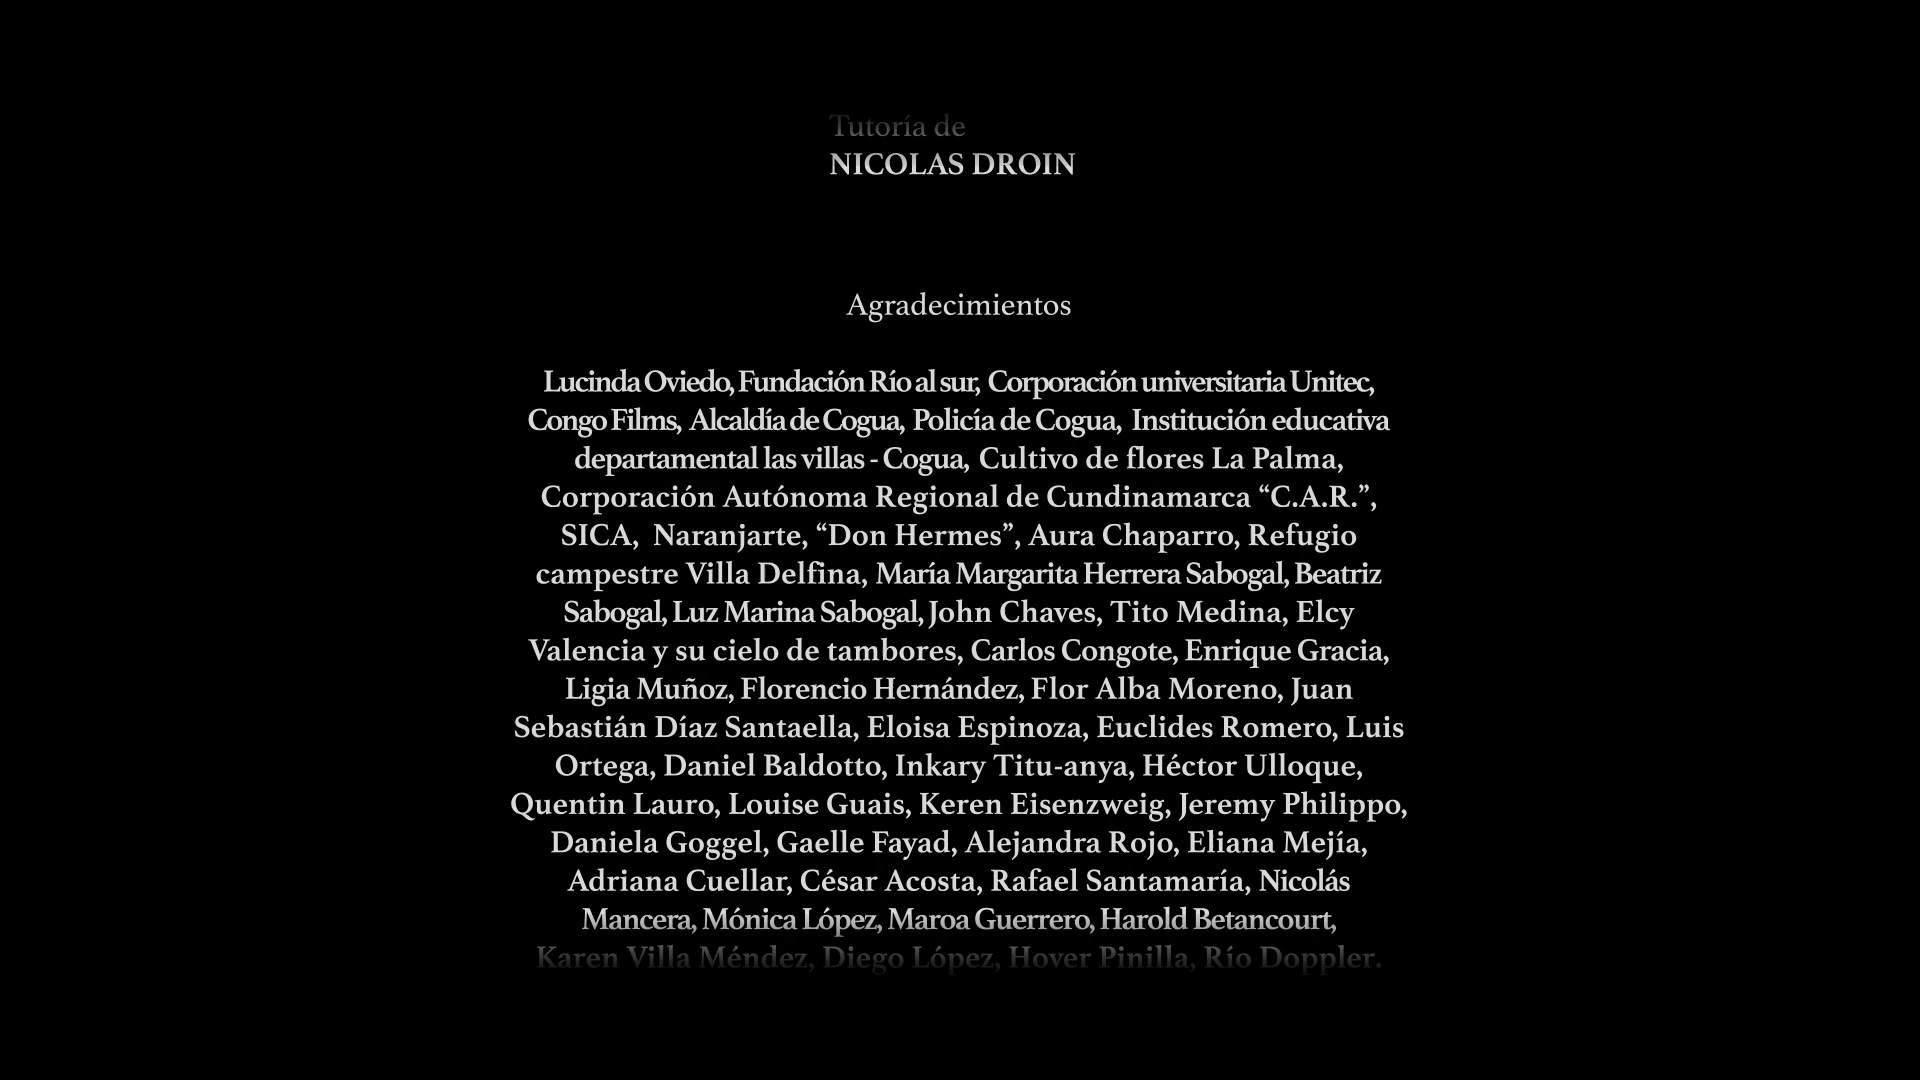 Tutoría de
NICOLAS DROIN
Agradecimientos
Lucinda Oviedo, Fundación Río al sur, Corporación universitaria Unitec,
Congo Films, Alcaldía de Cogua, Policía de Cogua, Institución educativa
departamental las villas - Cogua, Cultivo de flores La Palma,
Corporación Autónoma Regional de Cundinamarca “C.A.R.”,
SICA, Naranjarte, “Don Hermes”, Aura Chaparro, Refugio
campestre Villa Delfina, María Margarita Herrera Sabogal, Beatriz
Sabogal, Luz Marina Sabogal, John Chaves, Tito Medina, Elcy
Valencia y su cielo de tambores, Carlos Congote, Enrique Gracia,
Ligia Muñoz, Florencio Hernández, Flor Alba Moreno, Juan
Sebastián Díaz Santaella, Eloisa Espinoza, Euclides Romero, Luis
Ortega, Daniel Baldotto, Inkary Titu-anya, Héctor Ulloque,
Quentin Lauro, Louise Guais, Keren Eisenzweig, Jeremy Philippo,
Daniela Goggel, Gaelle Fayad, Alejandra Rojo, Eliana Mejía,
Adriana Cuellar, César Acosta, Rafael Santamaría, Nicolás
Mancera, Mónica López, Maroa Guerrero, Harold Betancourt,
Karen Villa Méndez, Diego López, Hover Pinilla, Río Doppler.